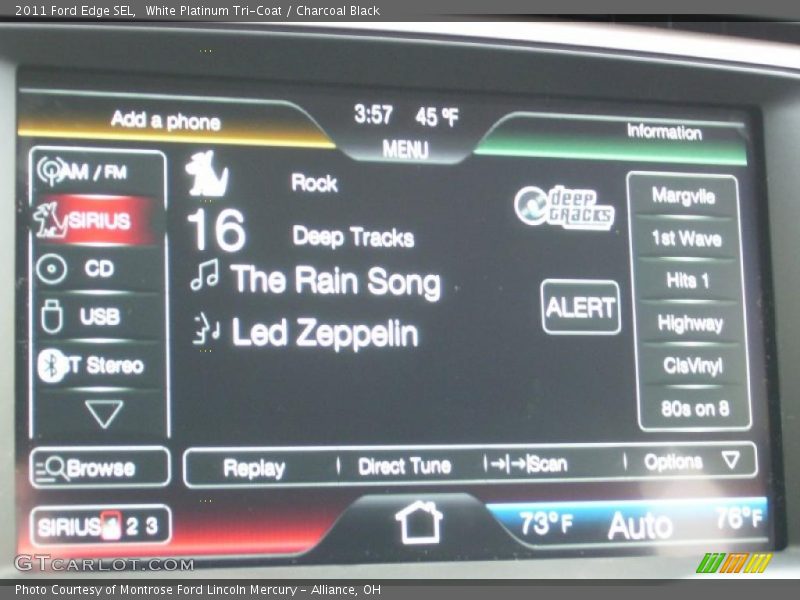 2011 Ford Edge SEL,  White Platinum Tri-Coat / Charcoal Black
Add a phone
3:57 45 °F
MENU
Information
AM / FM
SIRIUS
CD
USB
BT Stereo
Browse
SIRIUS 1 2 3
Rock
16 Deep Tracks
The Rain Song
Led Zeppelin
deep tracks
ALERT
Margvlle
1st Wave
Hits 1
Highway
ClsVinyl
80s on 8
Replay
Direct Tune
Scan
Options
73°F Auto 76°F
GTCARLOT.COM
Photo Courtesy of Montrose Ford Lincoln Mercury - Alliance, OH